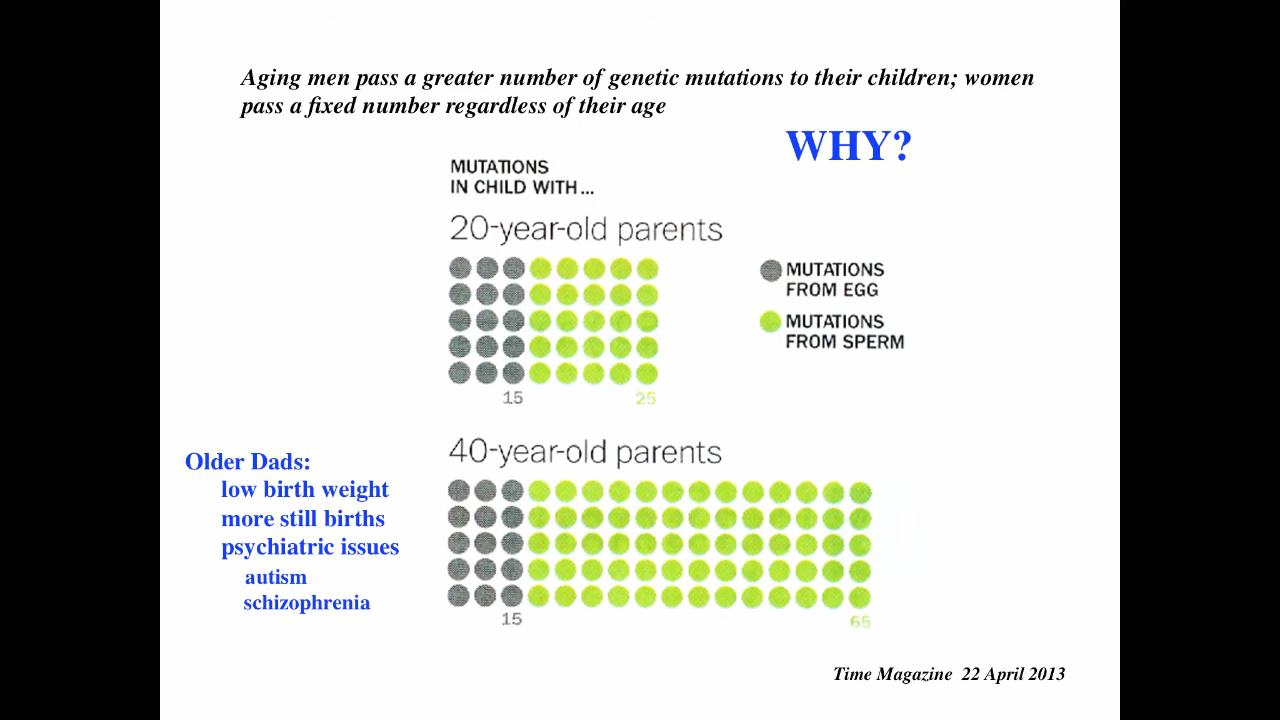 Aging men pass a greater number of genetic mutations to their children; women
pass a fixed number regardless of their age
WHY?
MUTATIONS
IN CHILD WITH...
20-year-old parents
MUTATIONS
FROM EGG
MUTATIONS
FROM SPERM
15
25
40-year-old parents
Older Dads:
low birth weight
more still births
psychiatric issues
autism
schizophrenia
15
65
Time Magazine 22 April 2013